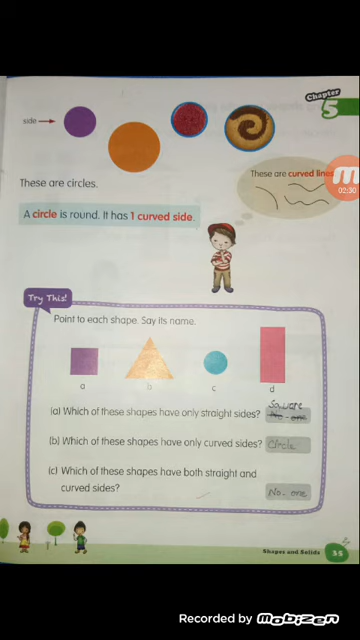 Chapter
5
side
These are circles.
These are curved lines
M
02:30
A circle is round. It has 1 curved side.
Try This!
Point to each shape. Say its name.
a b c d
Square
(a) Which of these shapes have only straight sides? No-one
(b) Which of these shapes have only curved sides? Circle
(c) Which of these shapes have both straight and
curved sides? No-one
Shapes and Solids 35
Recorded by mobizen